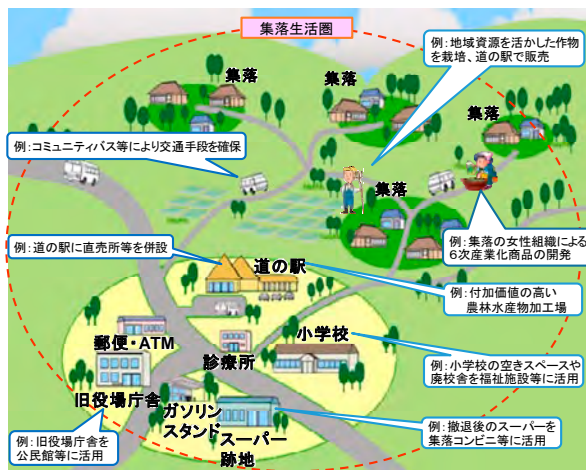 集落生活圏
例：地域資源を活かした作物
を栽培、道の駅で販売
集落
集落
集落
例：コミュニティバス等により交通手段を確保
集落
例：集落の女性組織による
６次産業化商品の開発
例：道の駅に直売所等を併設
道の駅
例：付加価値の高い
農林水産物加工場
郵便・ATM
診療所
小学校
例：小学校の空きスペースや
廃校舎を福祉施設等に活用
旧役場庁舎
ガソリン
スタンド
スーパー
跡地
例：撤退後のスーパーを
集落コンビニ等に活用
例：旧役場庁舎を
公民館等に活用